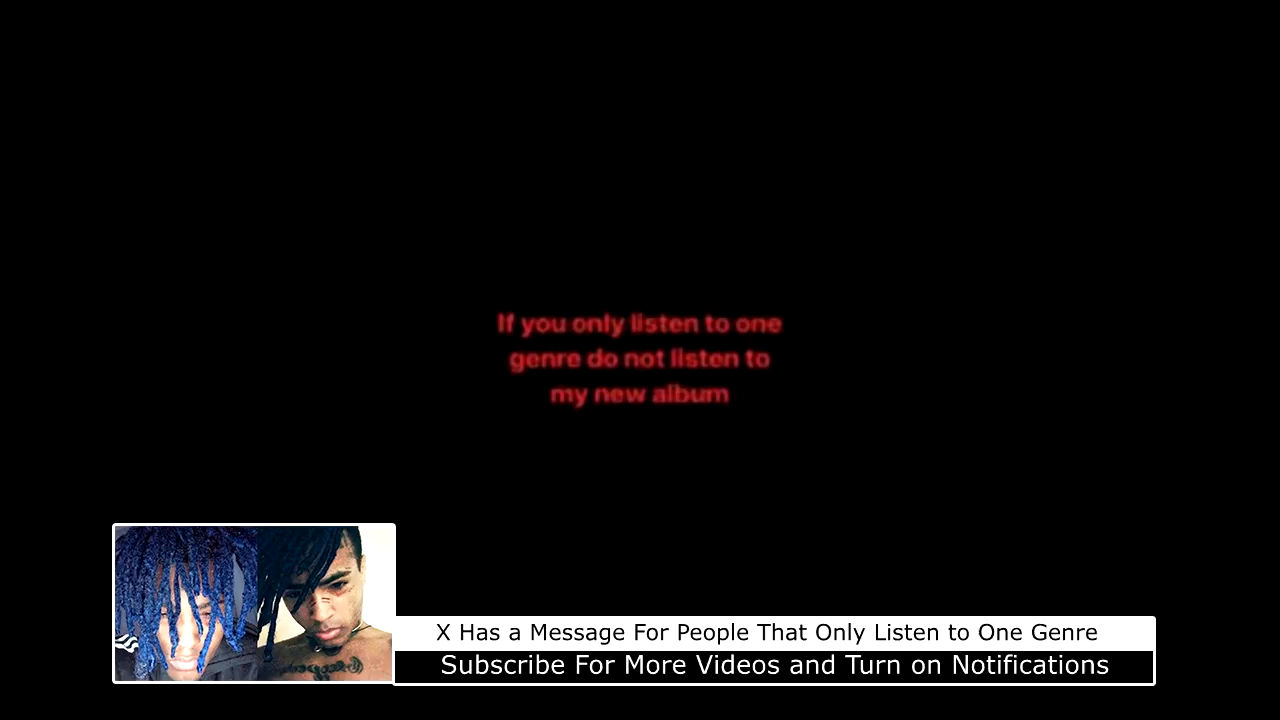 If you only listen to one
genre do not listen to
my new album
X Has a Message For People That Only Listen to One Genre
Subscribe For More Videos and Turn on Notifications